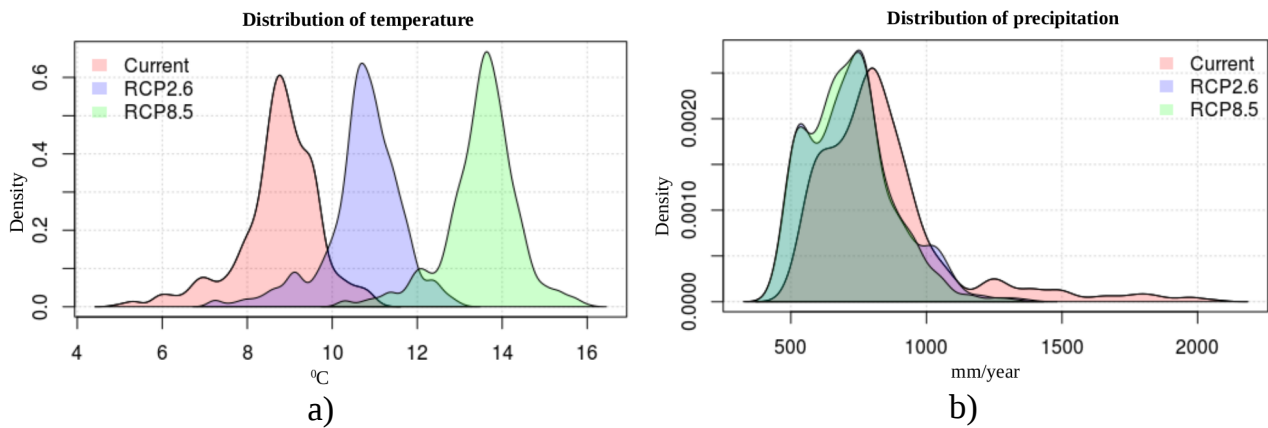 Distribution of temperature
Current
RCP2.6
RCP8.5
Density
0.0
0.2
0.4
0.6
4 6 8 10 12 14 16
⁰C
a)
Distribution of precipitation
Current
RCP2.6
RCP8.5
Density
0.0000
0.0010
0.0020
500 1000 1500 2000
mm/year
b)